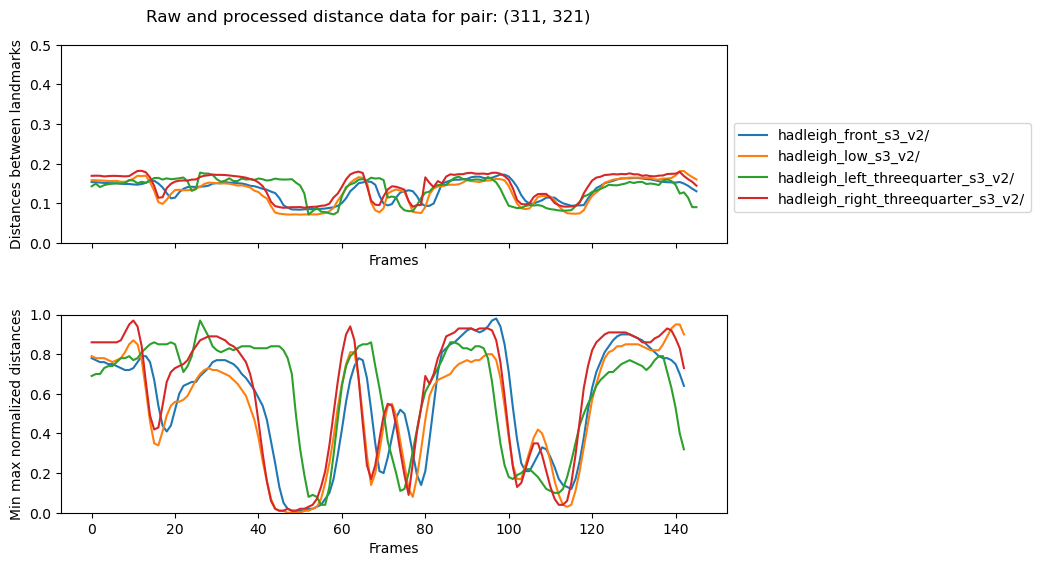 Raw and processed distance data for pair: (311, 321)
Distances between landmarks
0.5
0.4
0.3
0.2
0.1
0.0
Frames
hadleigh_front_s3_v2/
hadleigh_low_s3_v2/
hadleigh_left_threequarter_s3_v2/
hadleigh_right_threequarter_s3_v2/
Min max normalized distances
1.0
0.8
0.6
0.4
0.2
0.0
0 20 40 60 80 100 120 140
Frames